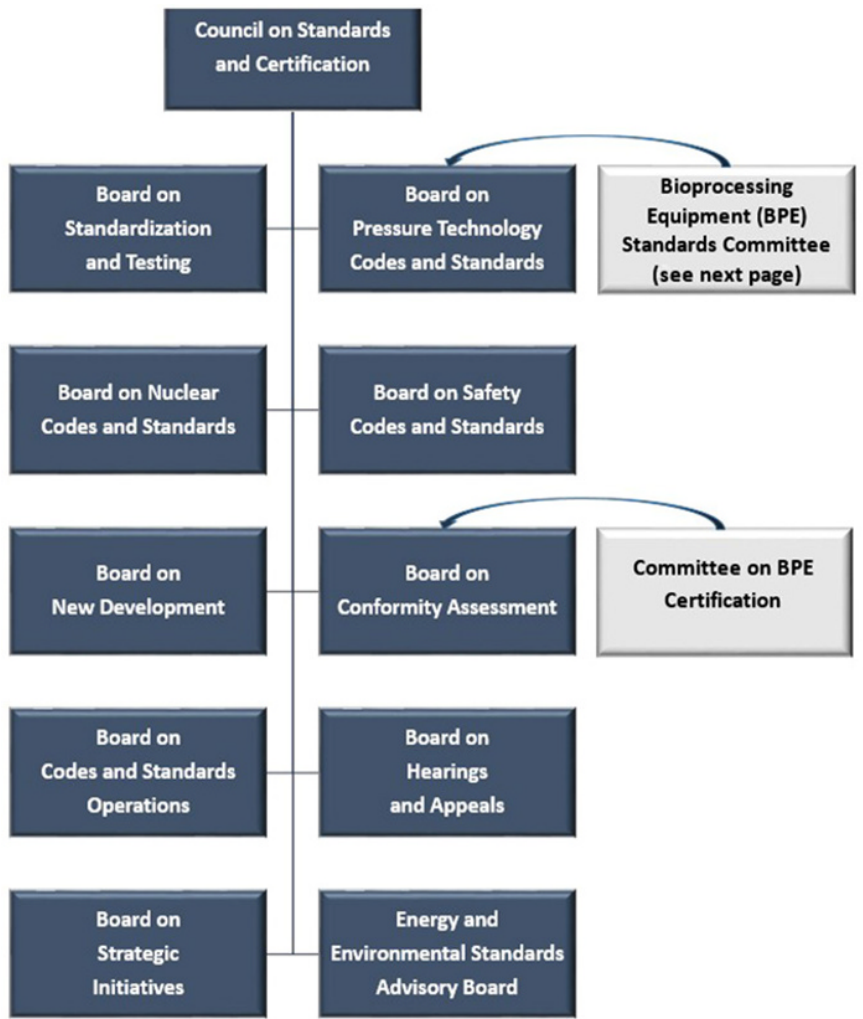 Council on Standards
and Certification
Board on
Standardization
and Testing
Board on
Pressure Technology
Codes and Standards
Bioprocessing
Equipment (BPE)
Standards Committee
(see next page)
Board on Nuclear
Codes and Standards
Board on Safety
Codes and Standards
Board on
New Development
Board on
Conformity Assessment
Committee on BPE
Certification
Board on
Codes and Standards
Operations
Board on
Hearings
and Appeals
Board on
Strategic
Initiatives
Energy and
Environmental Standards
Advisory Board